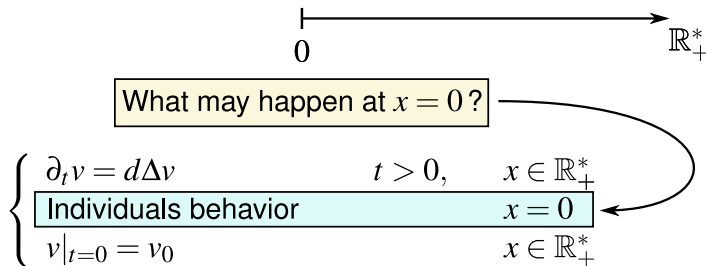 0
ℝ*₊
What may happen at x = 0 ?
∂ₜv = dΔv t > 0, x ∈ ℝ*₊
Individuals behavior x = 0
v|ₜ₌₀ = v₀ x ∈ ℝ*₊